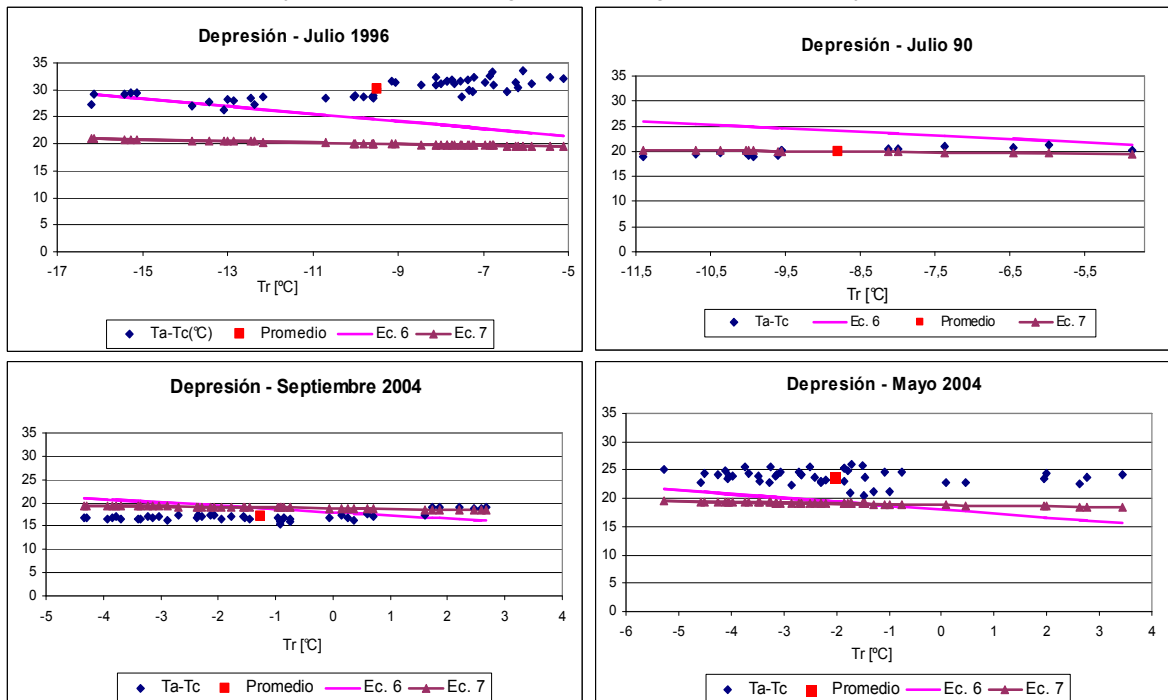 Depresión - Julio 1996
35
30
25
20
15
10
5
0
-17 -15 -13 -11 -9 -7 -5
Tr [ºC]
Ta-Tc(°C) Promedio Ec. 6 Ec. 7
Depresión - Julio 90
35
30
25
20
15
10
5
0
-11,5 -10,5 -9,5 -8,5 -7,5 -6,5 -5,5
Tr [°C]
Ta-Tc Ec. 6 Promedio Ec. 7
Depresión - Septiembre 2004
35
30
25
20
15
10
5
0
-5 -4 -3 -2 -1 0 1 2 3 4
Tr [°C]
Ta-Tc Promedio Ec. 6 Ec. 7
Depresión - Mayo 2004
35
30
25
20
15
10
5
0
-6 -5 -4 -3 -2 -1 0 1 2 3 4
Tr [ºC]
Ta-Tc Promedio Ec. 6 Ec. 7